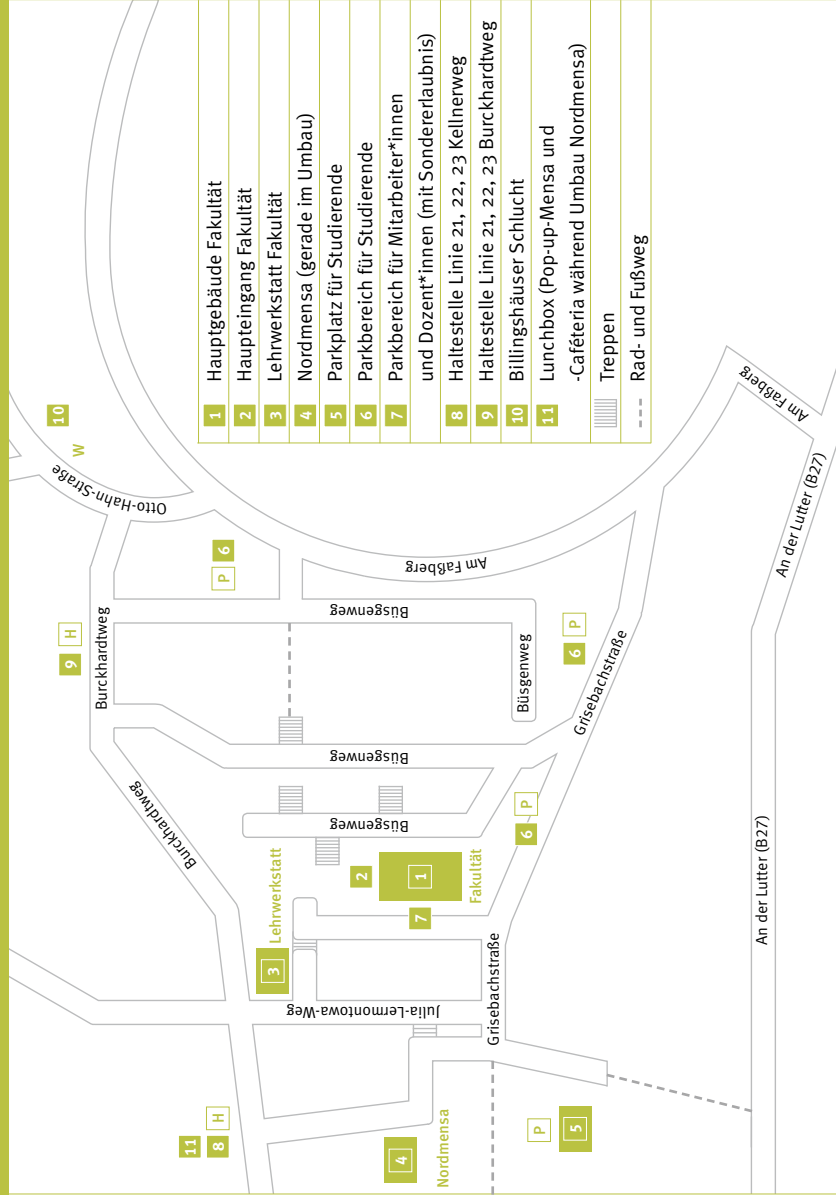 10
W
Otto-Hahn-Straße
9
H
Burckhardtweg
P
6
Büsgenweg
Am Faßberg
Büsgenweg
6
P
Grisebachstraße
Am Faßberg
An der Lutter (B27)
Burckhardtweg
Büsgenweg
Büsgenweg
6
P
Lehrwerkstatt
3
2
1
Fakultät
7
Julia-Lermontowa-Weg
Grisebachstraße
An der Lutter (B27)
11
8
H
4
Nordmensa
P
5
1 Hauptgebäude Fakultät
2 Haupteingang Fakultät
3 Lehrwerkstatt Fakultät
4 Nordmensa (gerade im Umbau)
5 Parkplatz für Studierende
6 Parkbereich für Studierende
7 Parkbereich für Mitarbeiter*innen
und Dozent*innen (mit Sondererlaubnis)
8 Haltestelle Linie 21, 22, 23 Kellnerweg
9 Haltestelle Linie 21, 22, 23 Burckhardtweg
10 Billingshäuser Schlucht
11 Lunchbox (Pop-up-Mensa und
-Caféteria während Umbau Nordmensa)
Treppen
Rad- und Fußweg